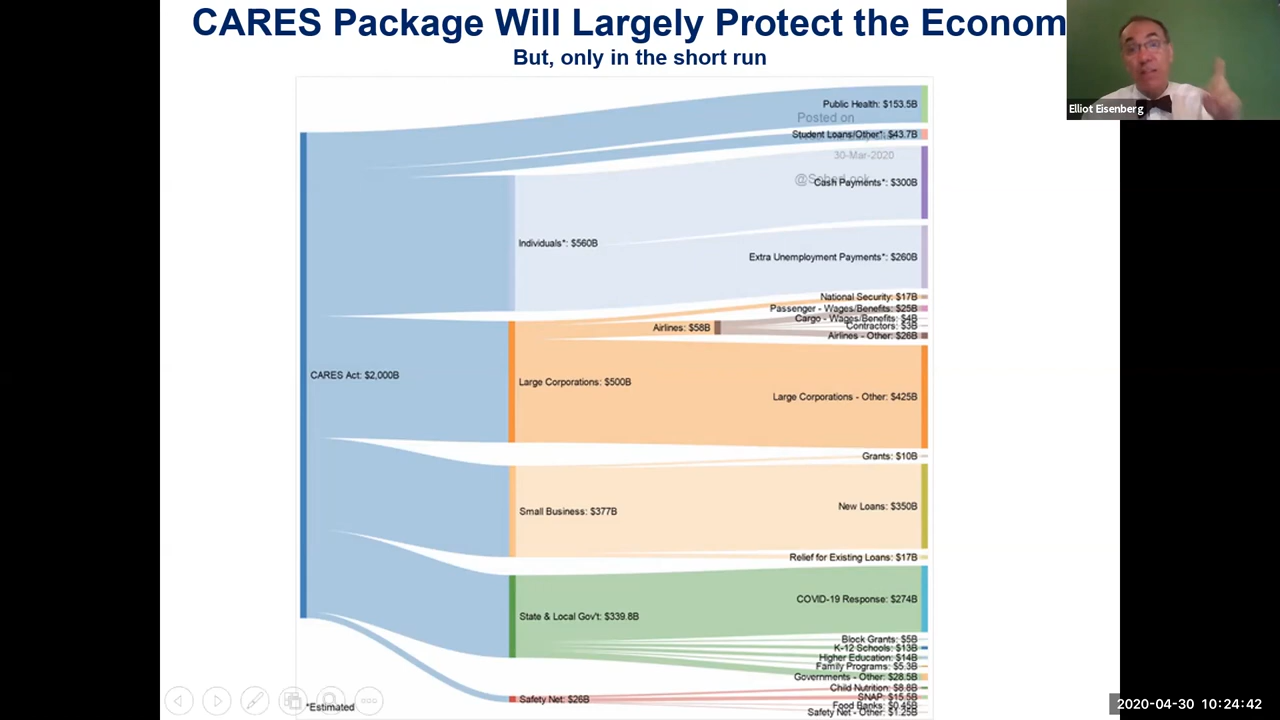 CARES Package Will Largely Protect the Econom
But, only in the short run
Elliot Eisenberg
Public Health: $153.5B
Posted on
Student Loans/Other*: $43.7B
30-Mar-2020
Cash Payments*: $300B
Individuals*: $560B
Extra Unemployment Payments*: $260B
National Security: $17B
Passenger - Wages/Benefits: $25B
Cargo - Wages/Benefits: $4B
Airlines: $58B
Contractors: $3B
Airlines - Other: $26B
CARES Act: $2,000B
Large Corporations: $500B
Large Corporations - Other: $425B
Grants: $10B
Small Business: $377B
New Loans: $350B
Relief for Existing Loans: $17B
COVID-19 Response: $274B
State & Local Gov't: $339.8B
Block Grants: $5B
K-12 Schools: $13B
Higher Education: $14B
Family Programs: $5.3B
Governments - Other: $28.5B
Child Nutrition: $8.8B
SNAP: $15.5B
Safety Net: $26B
Food Banks: $0.45B
Safety Net - Other: $1.25B
*Estimated
2020-04-30 10:24:42